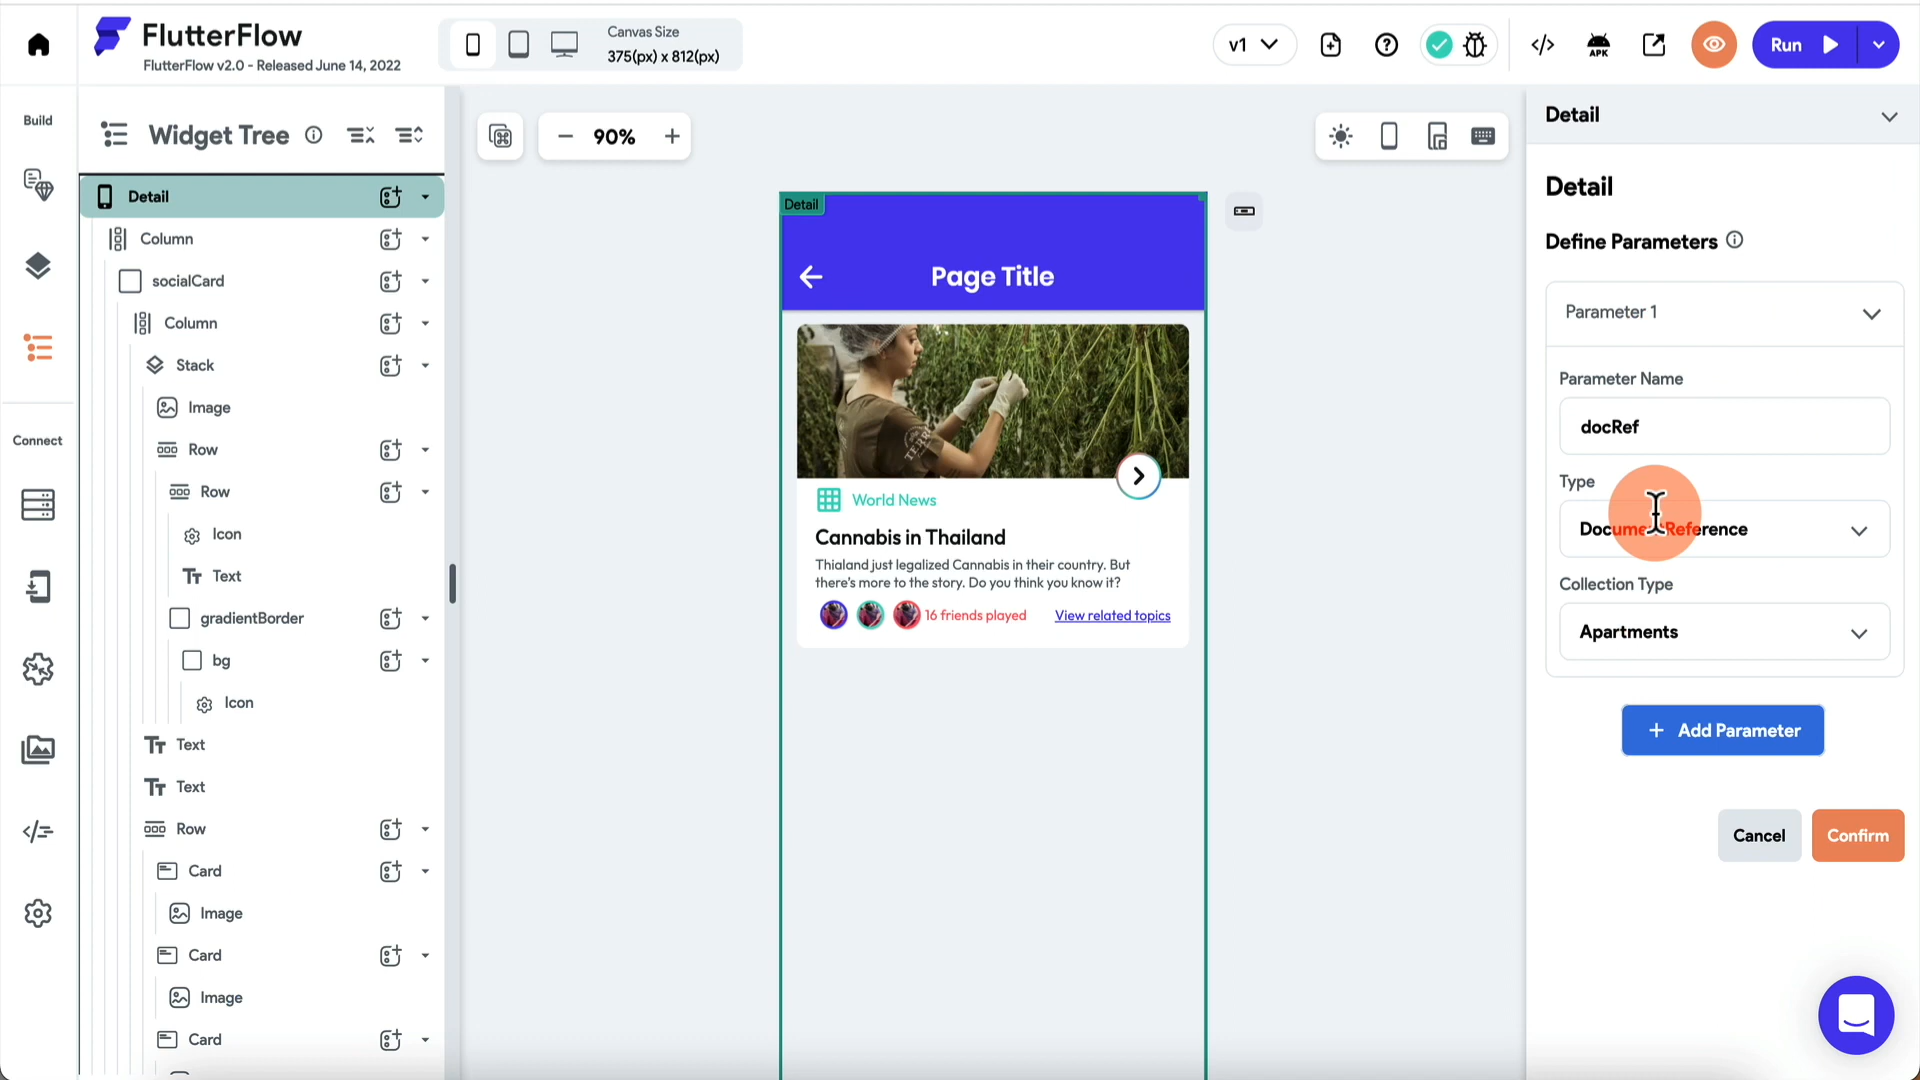 FlutterFlow
FlutterFlow v2.0 - Released June 14, 2022
Canvas Size
375(px) x 812(px)
v1
APK
Run
Build
Connect
Widget Tree
Detail
Column
socialCard
Column
Stack
Image
Row
Row
Icon
Text
gradientBorder
bg
Icon
Text
Text
Row
Card
Image
Card
Image
Card
90%
Detail
Page Title
World News
Cannabis in Thailand
Thialand just legalized Cannabis in their country. But
there's more to the story. Do you think you know it?
16 friends played
View related topics
Detail
Detail
Define Parameters
Parameter 1
Parameter Name
docRef
Type
Document Reference
Collection Type
Apartments
+ Add Parameter
Cancel
Confirm